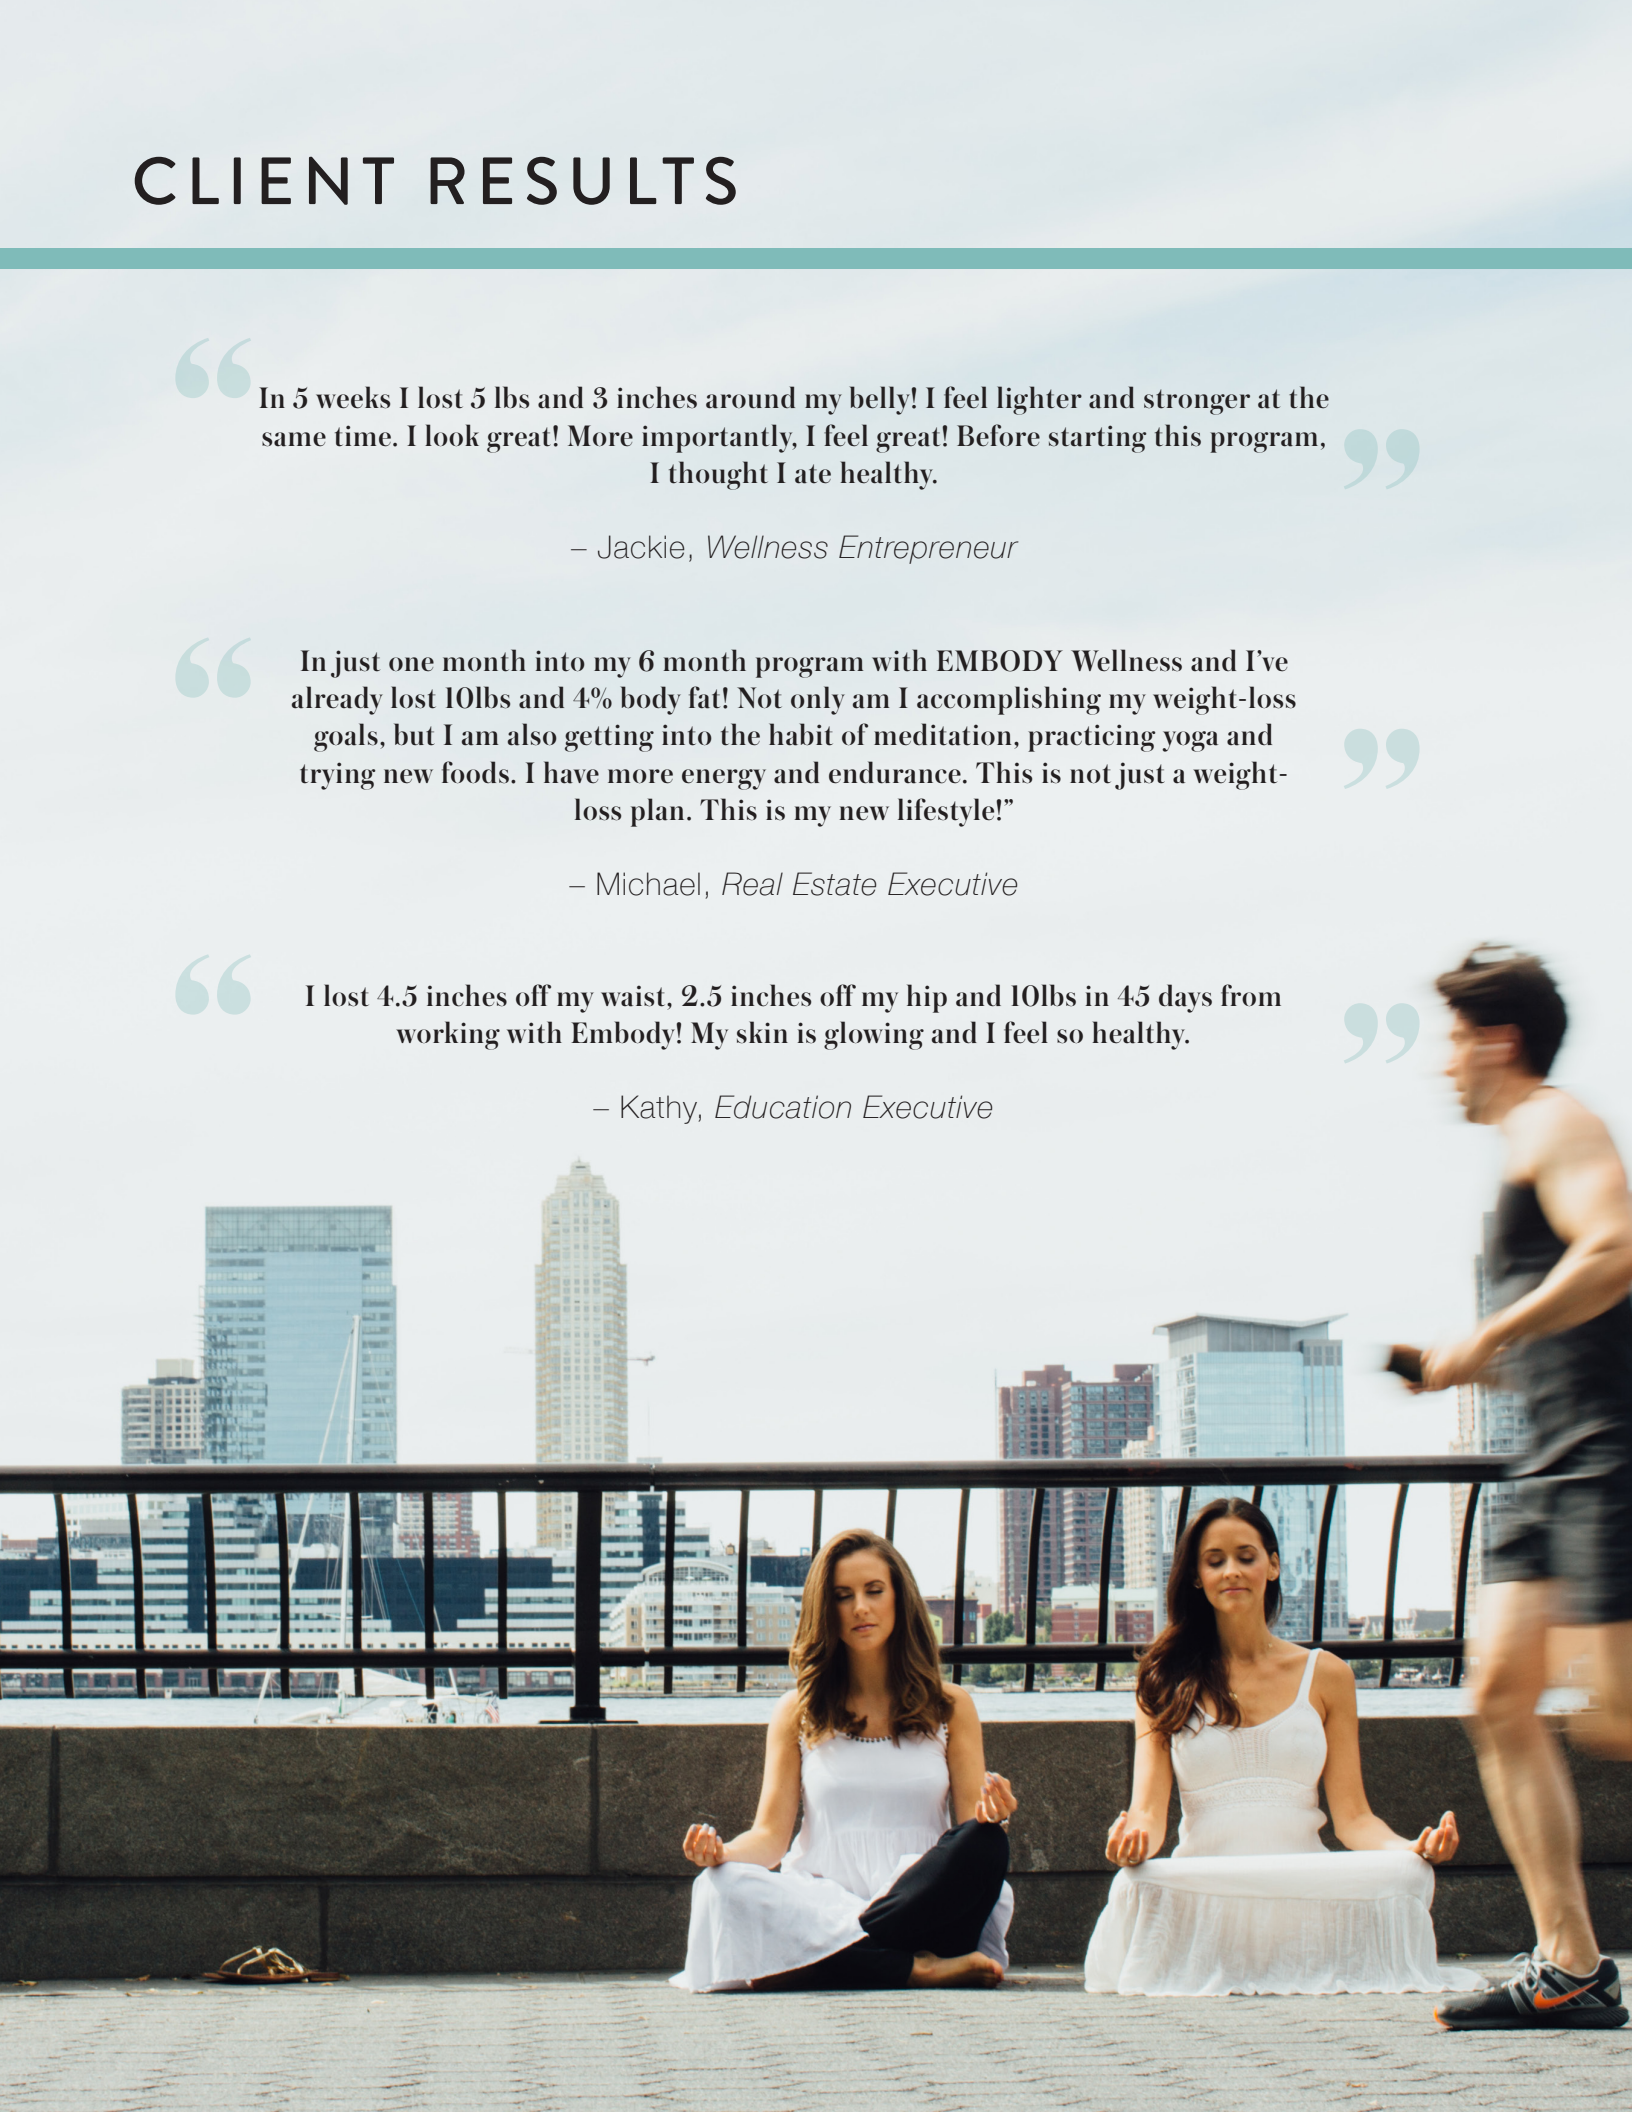 CLIENT RESULTS
“
In 5 weeks I lost 5 lbs and 3 inches around my belly! I feel lighter and stronger at the
same time. I look great! More importantly, I feel great! Before starting this program,
I thought I ate healthy.
”
– Jackie, Wellness Entrepreneur
“
In just one month into my 6 month program with EMBODY Wellness and I’ve
already lost 10lbs and 4% body fat! Not only am I accomplishing my weight-loss
goals, but I am also getting into the habit of meditation, practicing yoga and
trying new foods. I have more energy and endurance. This is not just a weight-
loss plan. This is my new lifestyle!”
”
– Michael, Real Estate Executive
“
I lost 4.5 inches off my waist, 2.5 inches off my hip and 10lbs in 45 days from
working with Embody! My skin is glowing and I feel so healthy.
”
– Kathy, Education Executive